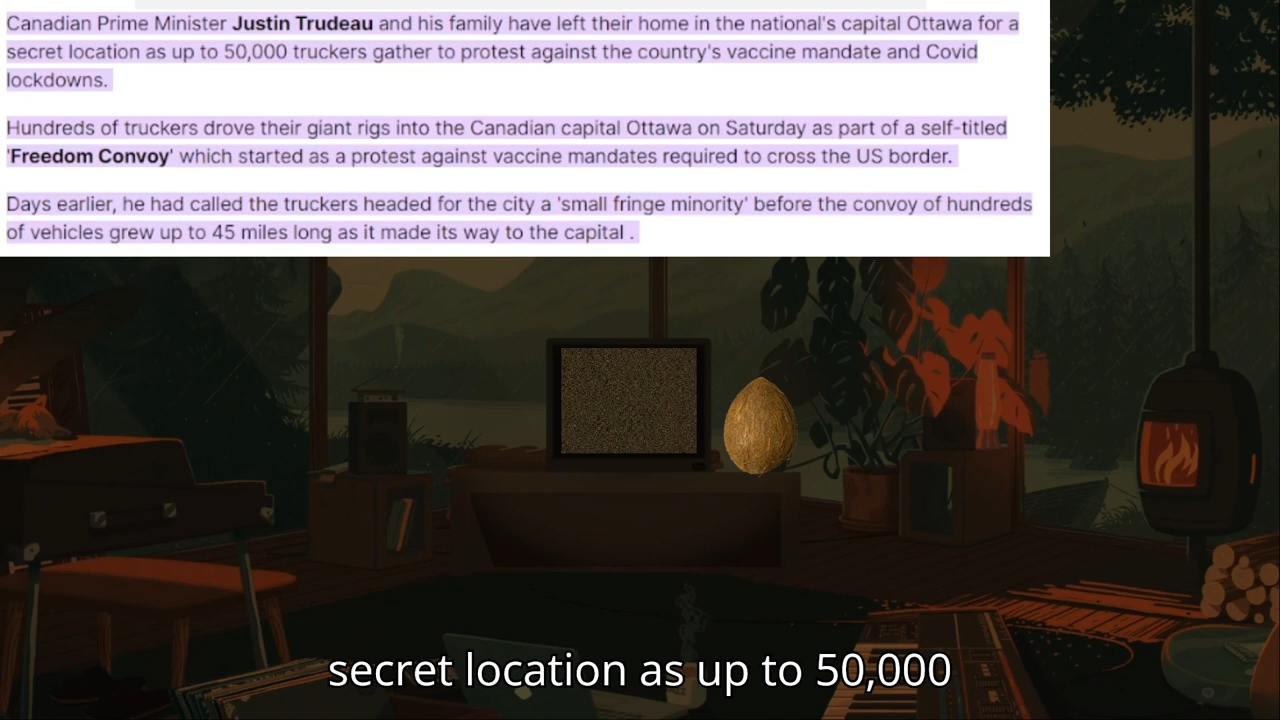 Canadian Prime Minister Justin Trudeau and his family have left their home in the national's capital Ottawa for a
secret location as up to 50,000 truckers gather to protest against the country's vaccine mandate and Covid
lockdowns.
Hundreds of truckers drove their giant rigs into the Canadian capital Ottawa on Saturday as part of a self-titled
'Freedom Convoy' which started as a protest against vaccine mandates required to cross the US border.
Days earlier, he had called the truckers headed for the city a 'small fringe minority' before the convoy of hundreds
of vehicles grew up to 45 miles long as it made its way to the capital .
secret location as up to 50,000